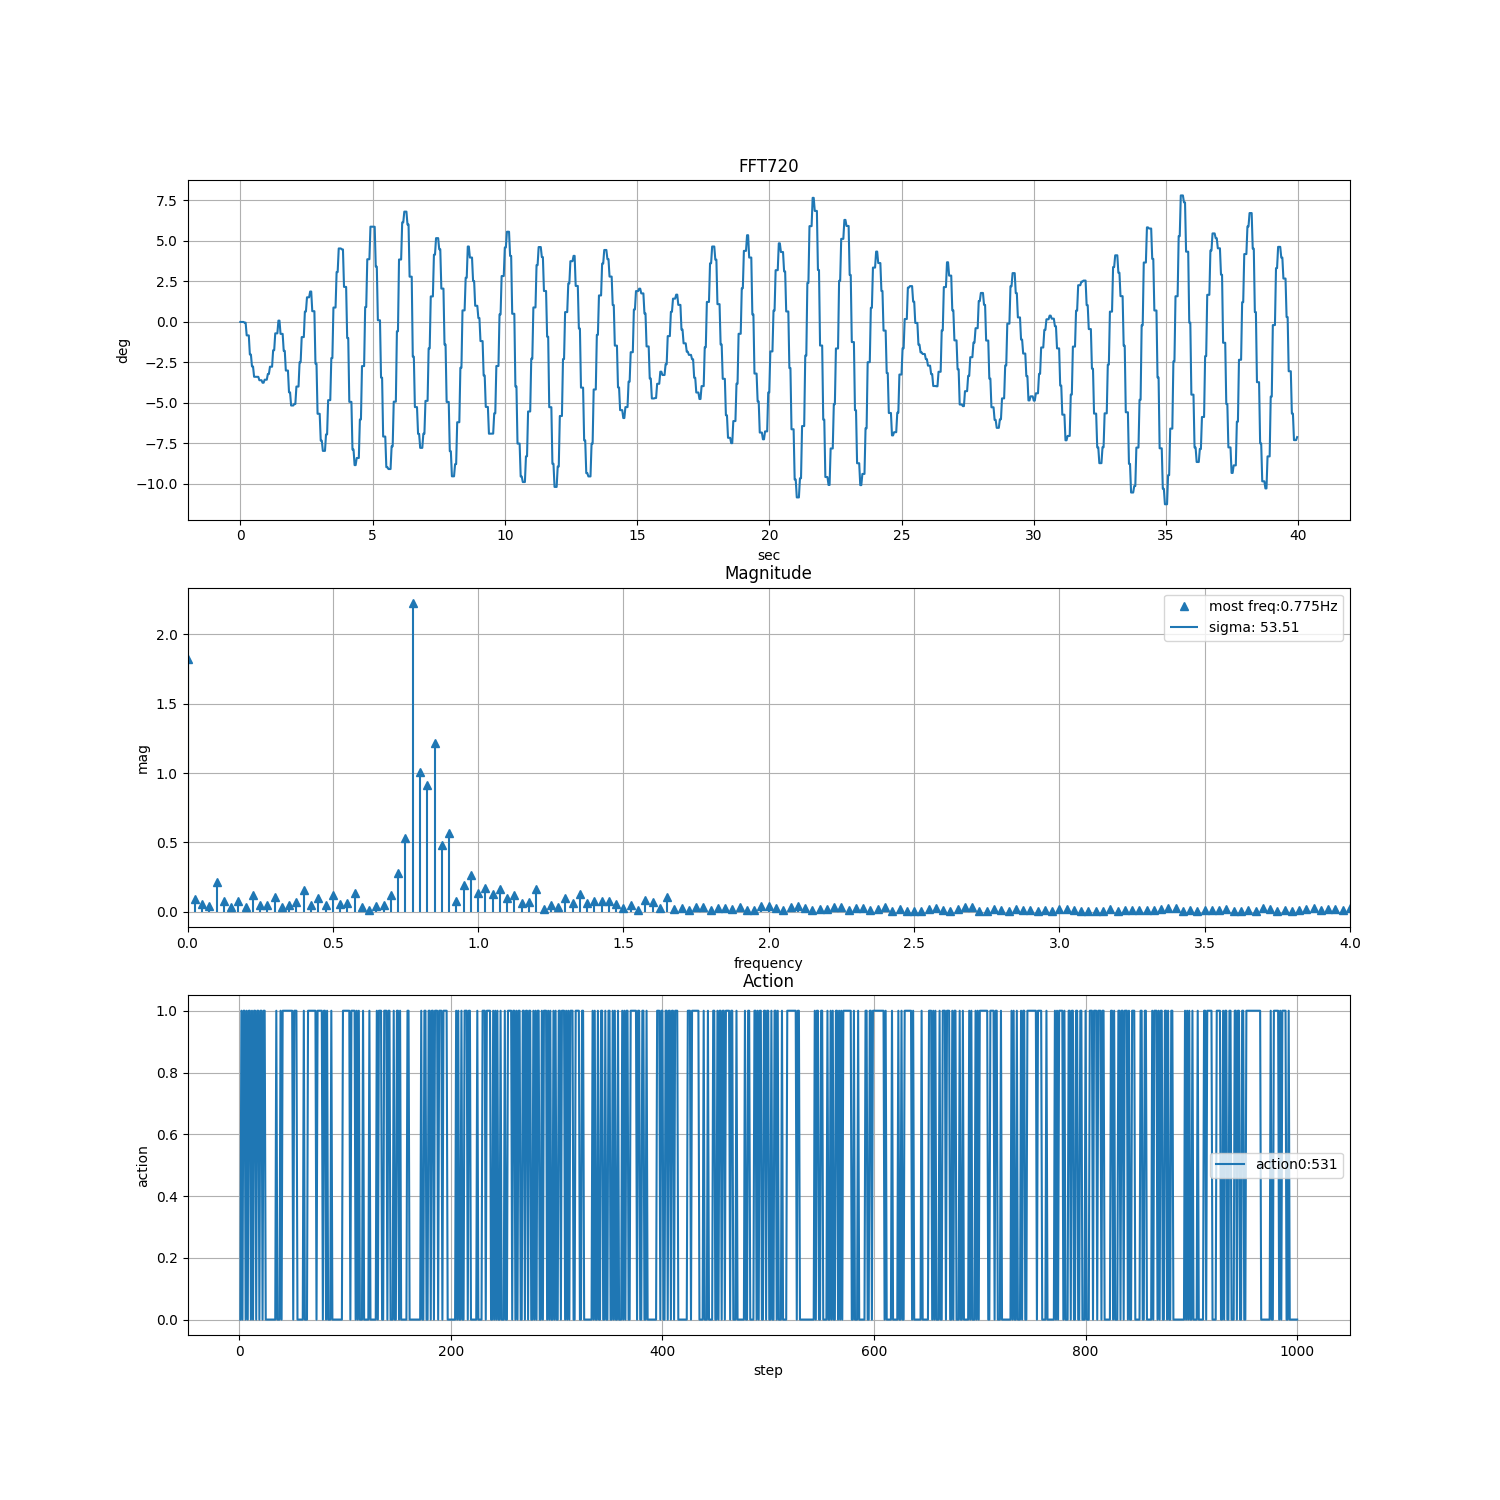 FFT720
7.5
5.0
2.5
0.0
−2.5
−5.0
−7.5
−10.0
deg
0 5 10 15 20 25 30 35 40
sec
Magnitude
most freq:0.775Hz
sigma: 53.51
2.0
1.5
1.0
0.5
0.0
mag
0.0 0.5 1.0 1.5 2.0 2.5 3.0 3.5 4.0
frequency
Action
1.0
0.8
0.6
0.4
0.2
0.0
action
action0:531
0 200 400 600 800 1000
step